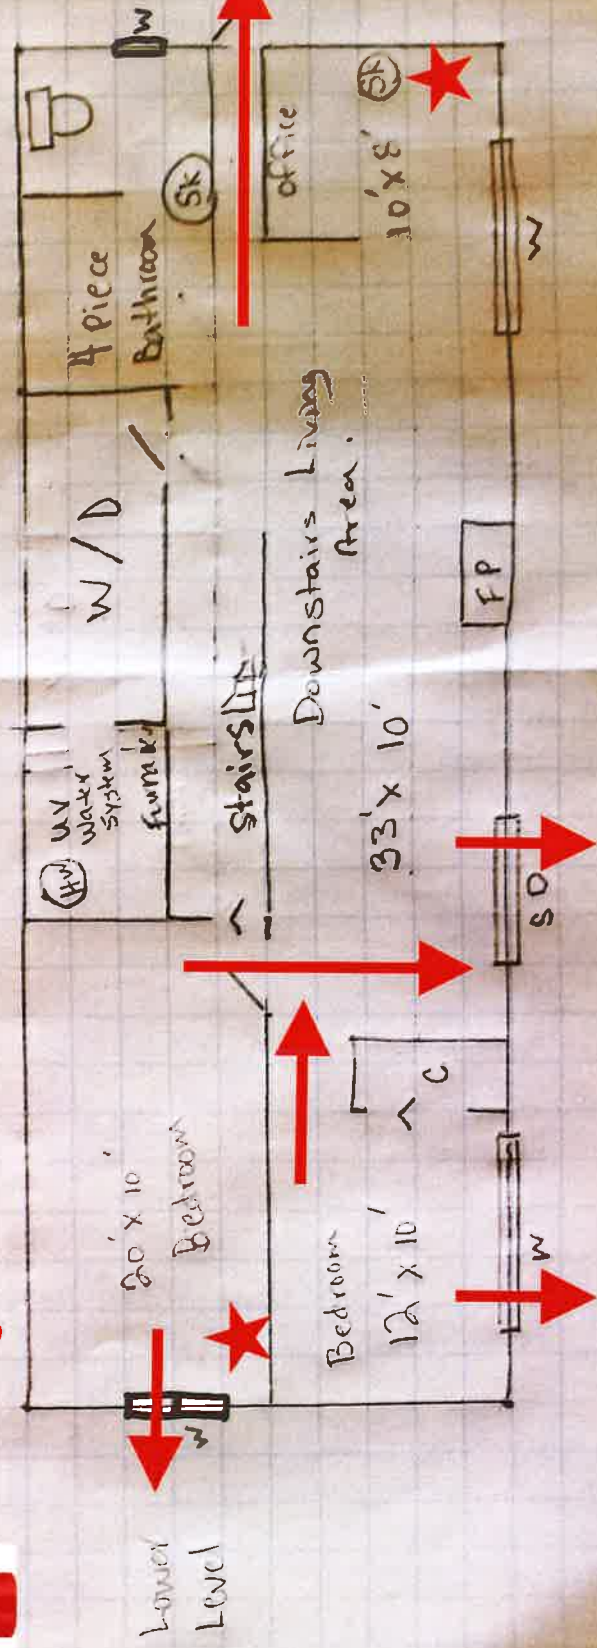 Lower
Level
W
20' x 10'
Bedroom
Bedroom
12' x 10'
C
W
HW
UV
Water
System
W/D
4 piece
Bathroom
W
SK
Stairs
Downstairs Living
Area.
33' x 10'
SD
FP
office
10' x 8'
SK
W